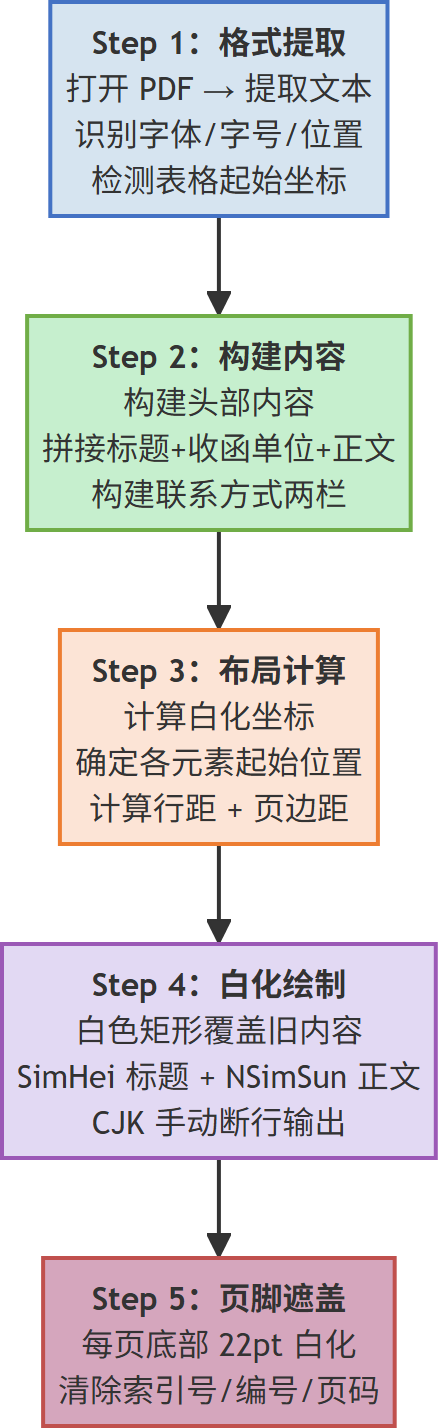 Step 1：格式提取
打开 PDF → 提取文本
识别字体/字号/位置
检测表格起始坐标
Step 2：构建内容
构建头部内容
拼接标题+收函单位+正文
构建联系方式两栏
Step 3：布局计算
计算白化坐标
确定各元素起始位置
计算行距 + 页边距
Step 4：白化绘制
白色矩形覆盖旧内容
SimHei 标题 + NSimSun 正文
CJK 手动断行输出
Step 5：页脚遮盖
每页底部 22pt 白化
清除索引号/编号/页码